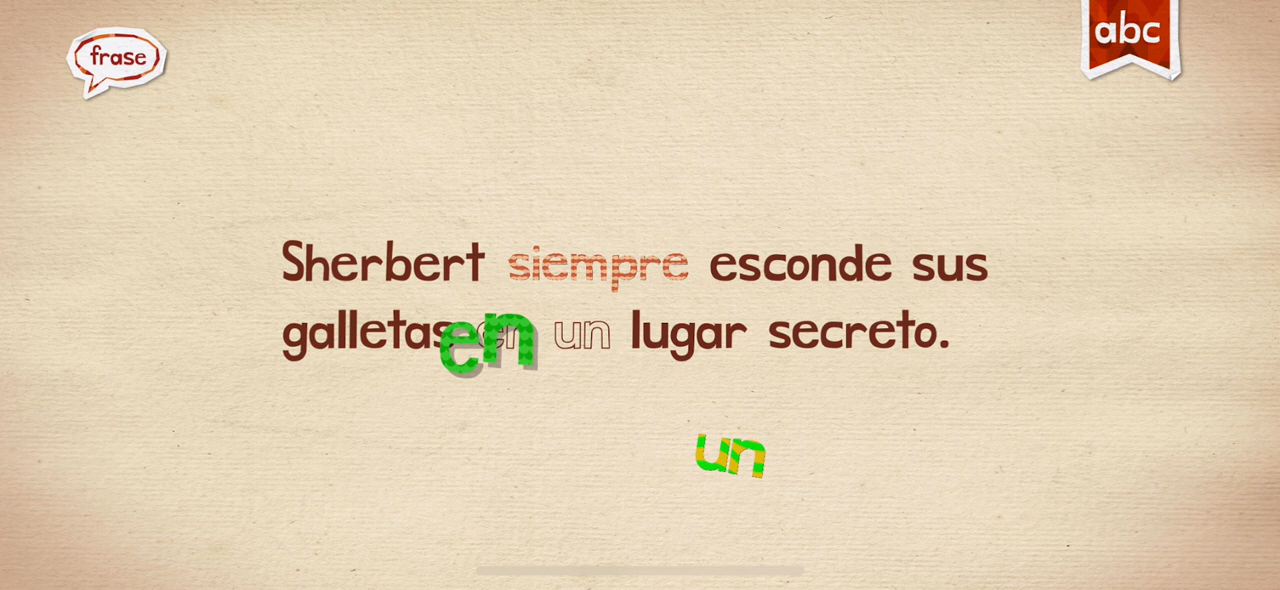 frase
abc
Sherbert siempre esconde sus
galletas en un lugar secreto.
en
un